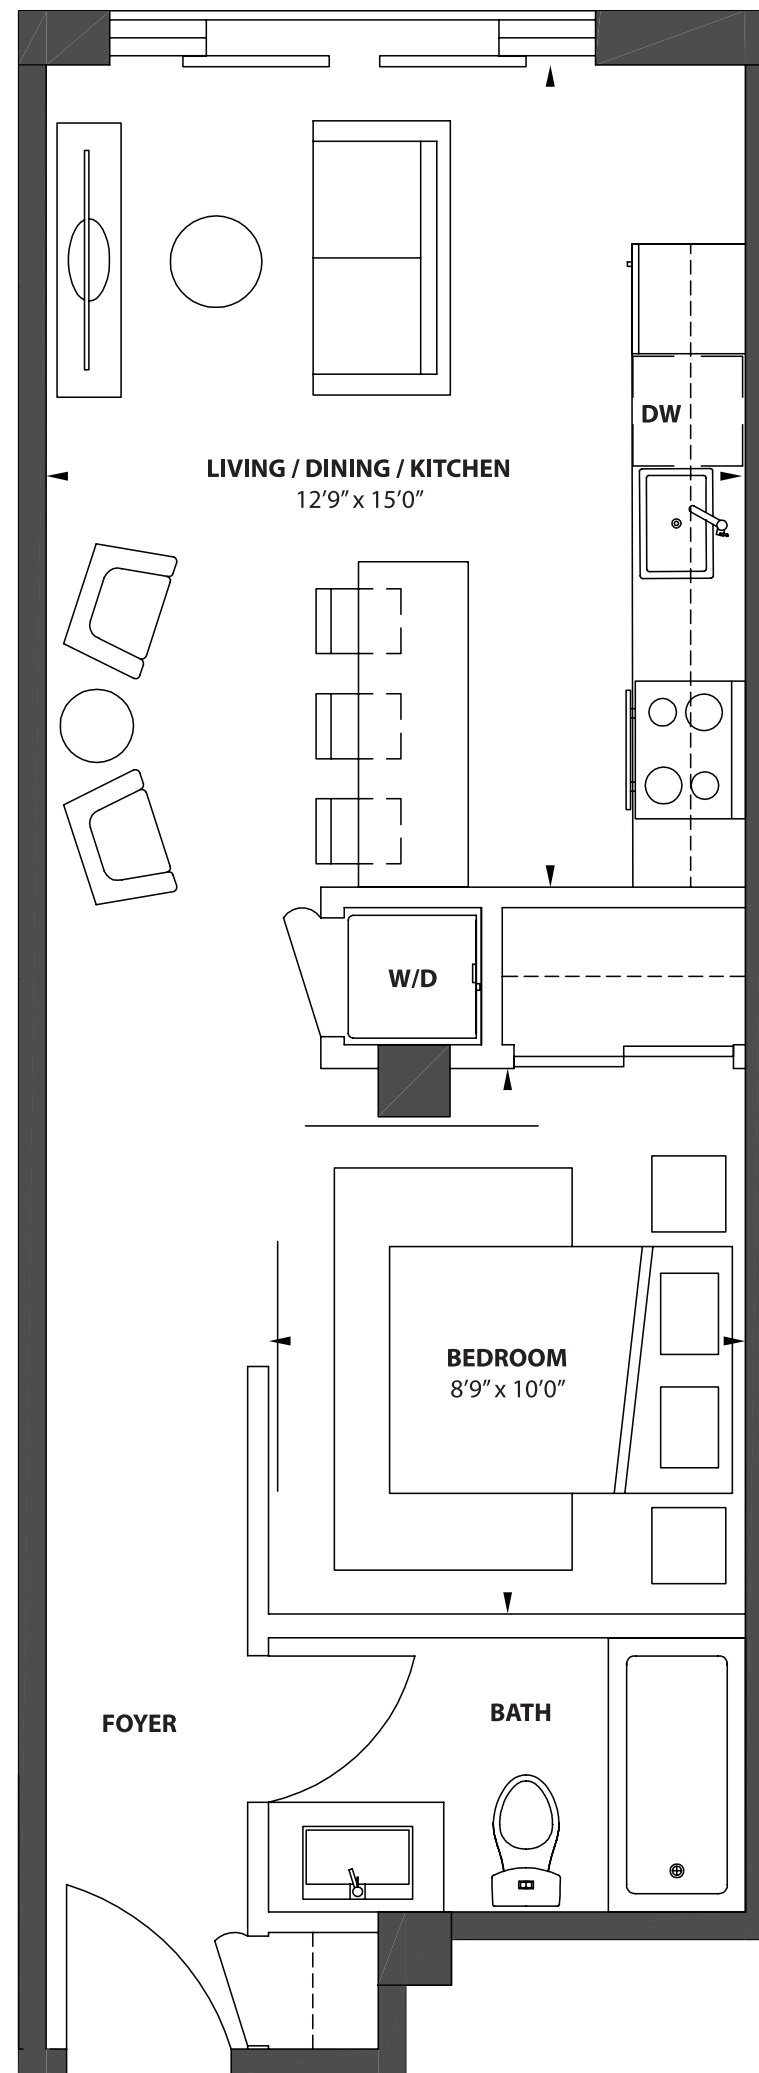 DW
LIVING / DINING / KITCHEN
12’9” x 15’0”
W/D
BEDROOM
8’9” x 10’0”
BATH
FOYER